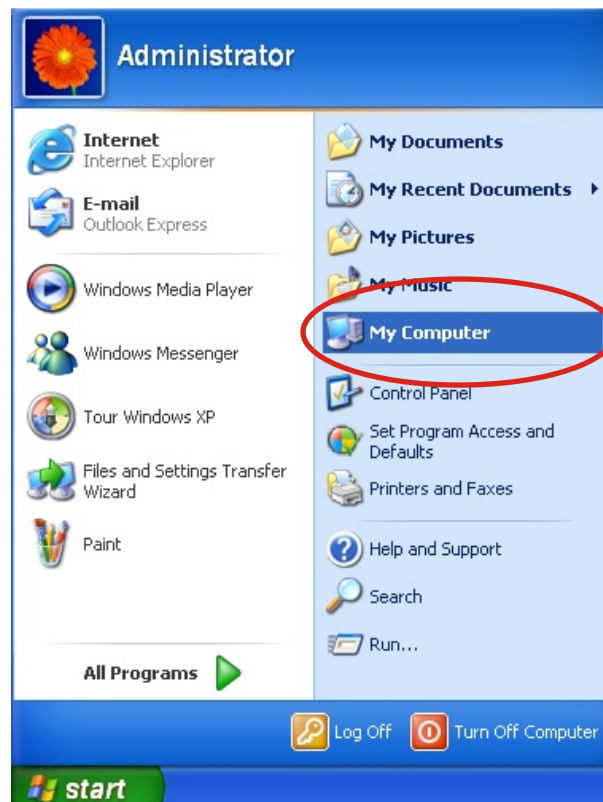 Administrator
Internet
Internet Explorer
E-mail
Outlook Express
Windows Media Player
Windows Messenger
Tour Windows XP
Files and Settings Transfer
Wizard
Paint
All Programs
My Documents
My Recent Documents
My Pictures
My Music
My Computer
Control Panel
Set Program Access and
Defaults
Printers and Faxes
Help and Support
Search
Run...
Log Off
Turn Off Computer
start